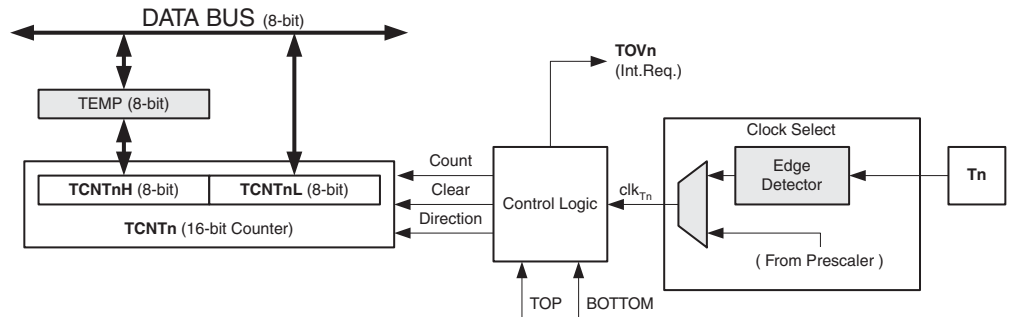 DATA BUS (8-bit)
TOVn
(Int.Req.)
TEMP (8-bit)
Clock Select
Count
TCNTnH (8-bit) TCNTnL (8-bit)
Clear
Control Logic
clkTn
Edge
Detector
Tn
TCNTn (16-bit Counter)
Direction
( From Prescaler )
TOP
BOTTOM